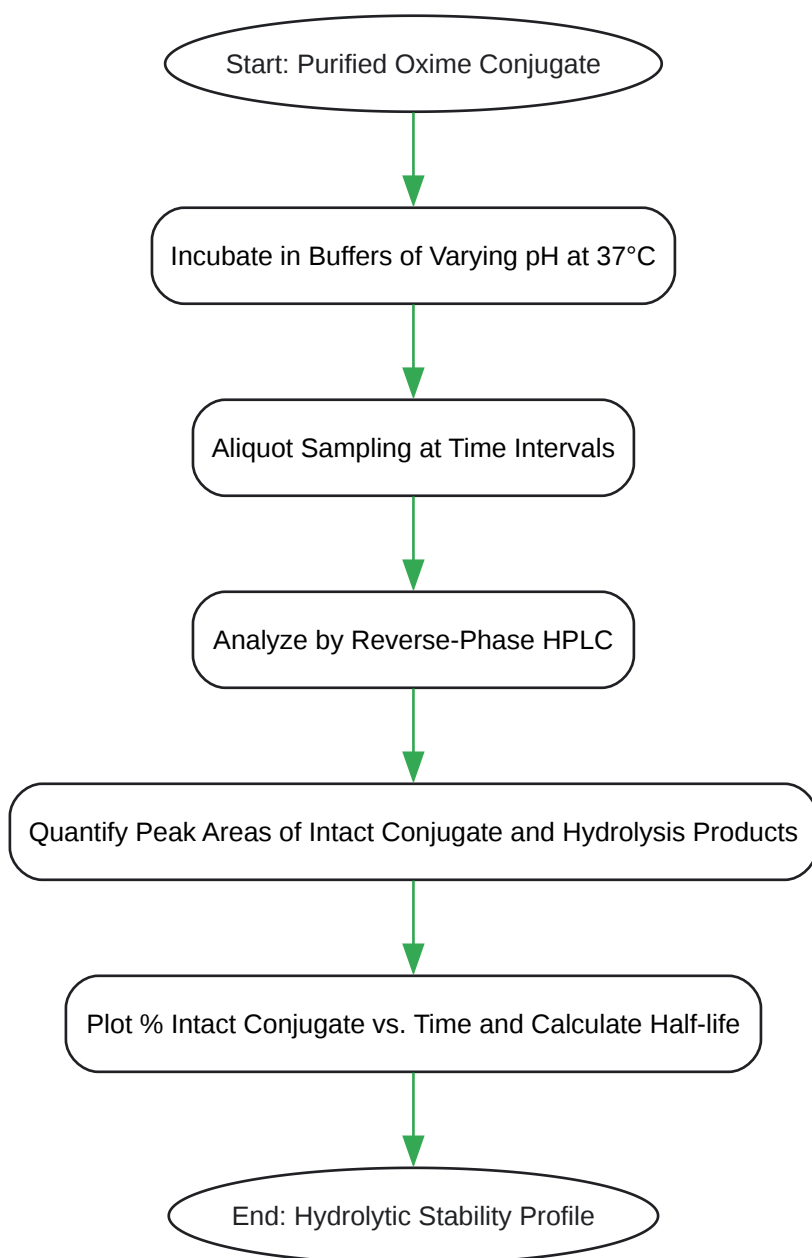 Start: Purified Oxime Conjugate
Incubate in Buffers of Varying pH at 37°C
Aliquot Sampling at Time Intervals
Analyze by Reverse-Phase HPLC
Quantify Peak Areas of Intact Conjugate and Hydrolysis Products
Plot % Intact Conjugate vs. Time and Calculate Half-life
End: Hydrolytic Stability Profile